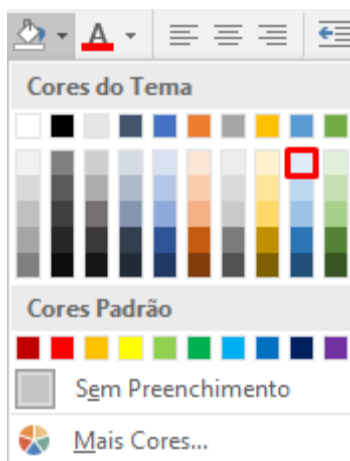 A
Cores do Tema
Cores Padrão
Sem Preenchimento
Mais Cores...